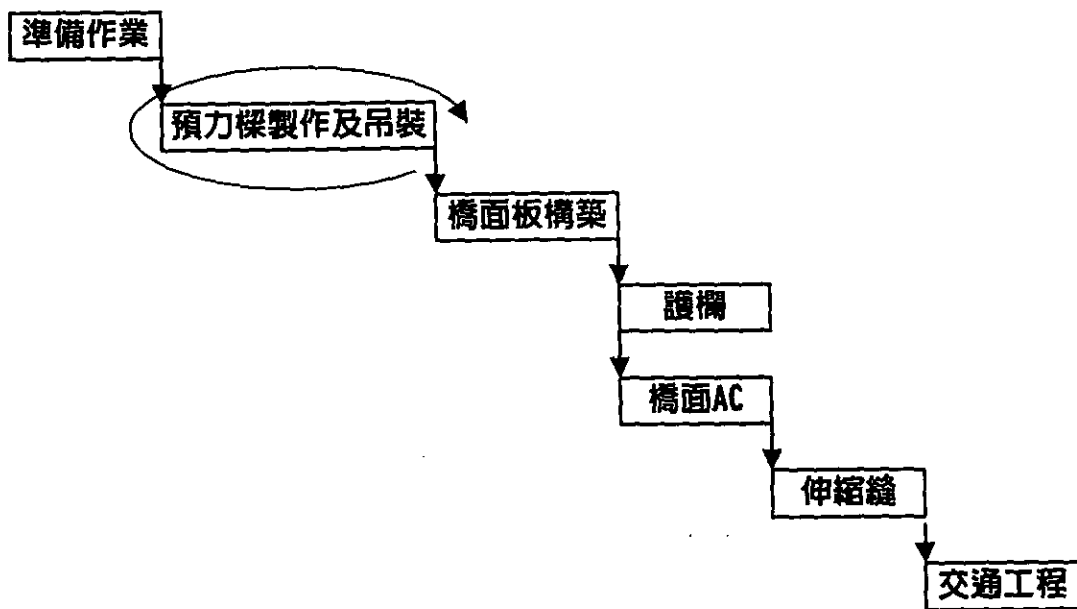 準備作業
預力樑製作及吊裝
橋面板構築
護欄
橋面AC
伸縮縫
交通工程